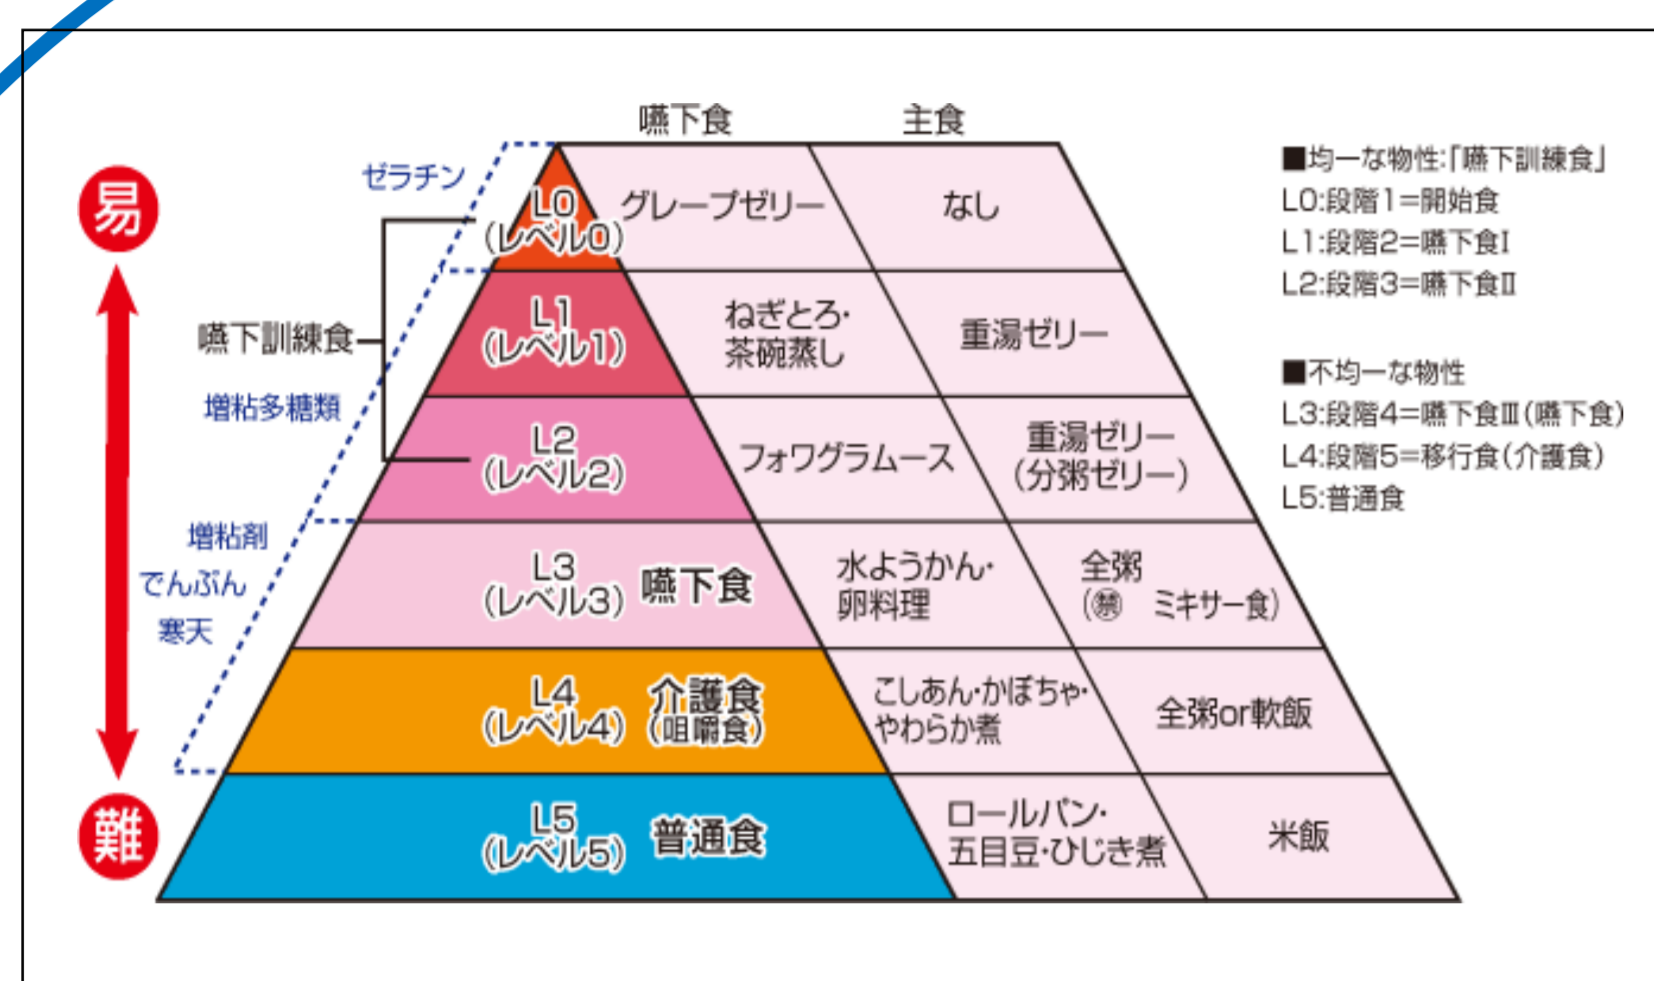 嚥下食
主食
易
ゼラチン
L0
(レベル0)
グレープゼリー
なし
嚥下訓練食
L1
(レベル1)
ねぎとろ・
茶碗蒸し
重湯ゼリー
増粘多糖類
L2
(レベル2)
フォワグラムース
重湯ゼリー
(分粥ゼリー)
増粘剤
でんぷん
寒天
L3
(レベル3)
嚥下食
水ようかん・
卵料理
全粥
(㊩ ミキサー食)
L4
(レベル4)
介護食
(咀嚼食)
こしあん・かぼちゃ・
やわらか煮
全粥or軟飯
難
L5
(レベル5)
普通食
ロールパン・
五目豆・ひじき煮
米飯
■均一な物性:「嚥下訓練食」
L0:段階1=開始食
L1:段階2=嚥下食Ⅰ
L2:段階3=嚥下食Ⅱ
■不均一な物性
L3:段階4=嚥下食Ⅲ(嚥下食)
L4:段階5=移行食(介護食)
L5:普通食